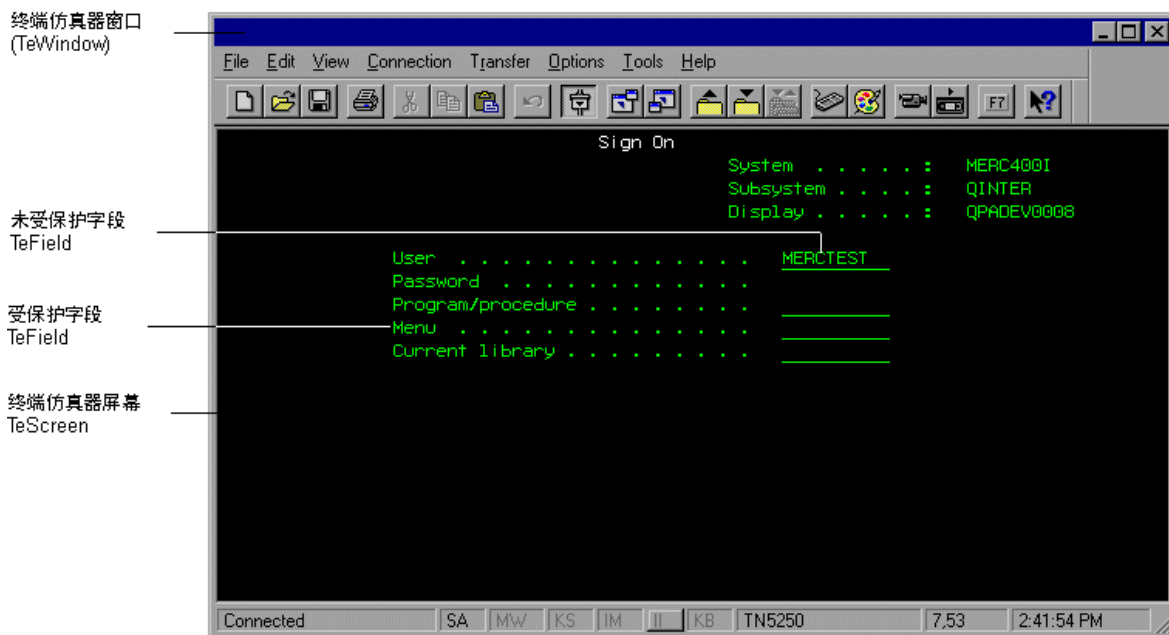 终端仿真器窗口
(TeWindow)
File Edit View Connection Transfer Options Tools Help
F7
Sign On
System . . . . . : MERC400I
Subsystem . . . . : QINTER
Display . . . . . : QPADEV0008
未受保护字段
TeField
User . . . . . . . . . . . . . . MERCTEST
Password . . . . . . . . . . . .
受保护字段
TeField
Program/procedure . . . . . . . .
Menu . . . . . . . . . . . . . .
Current library . . . . . . . . .
终端仿真器屏幕
TeScreen
Connected SA MW KS IM II KB TN5250 7,53 2:41:54 PM